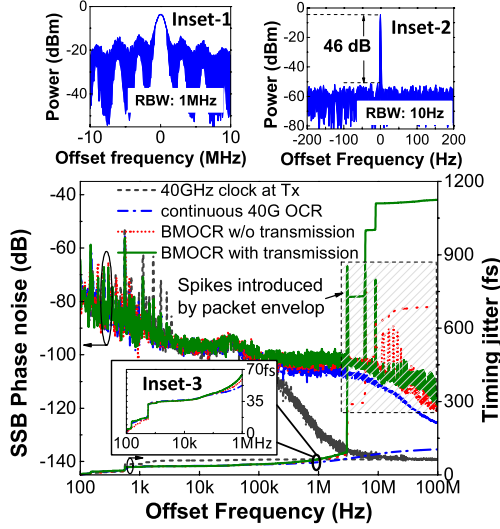 Inset-1
Power (dBm)
0
-20
-40
RBW: 1MHz
-10 0 10
Offset frequency (MHz)
Inset-2
Power (dBm)
0
-20
-40
-60
-80
46 dB
RBW: 10Hz
-200 -100 0 100 200
Offset Frequency (Hz)
SSB Phase noise (dB)
-40
-60
-80
-100
-120
-140
40GHz clock at Tx
continuous 40G OCR
BMOCR w/o transmission
BMOCR with transmission
Spikes introduced
by packet envelop
Inset-3
70fs
35
0
100 10k 1MHz
1200
900
600
300
0
Timing jitter (fs)
100 1k 10k 100k 1M 10M 100M
Offset Frequency (Hz)